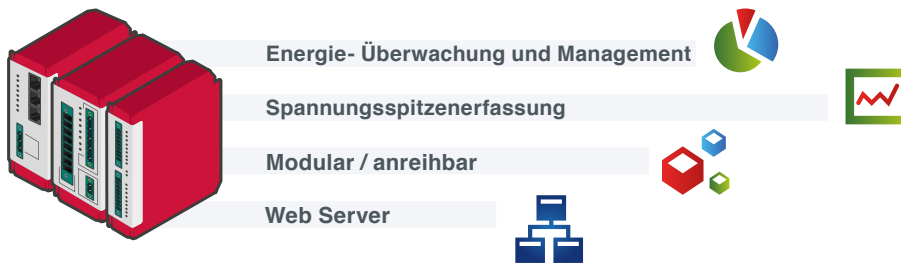 Energie- Überwachung und Management
Spannungsspitzenerfassung
Modular / anreihbar
Web Server